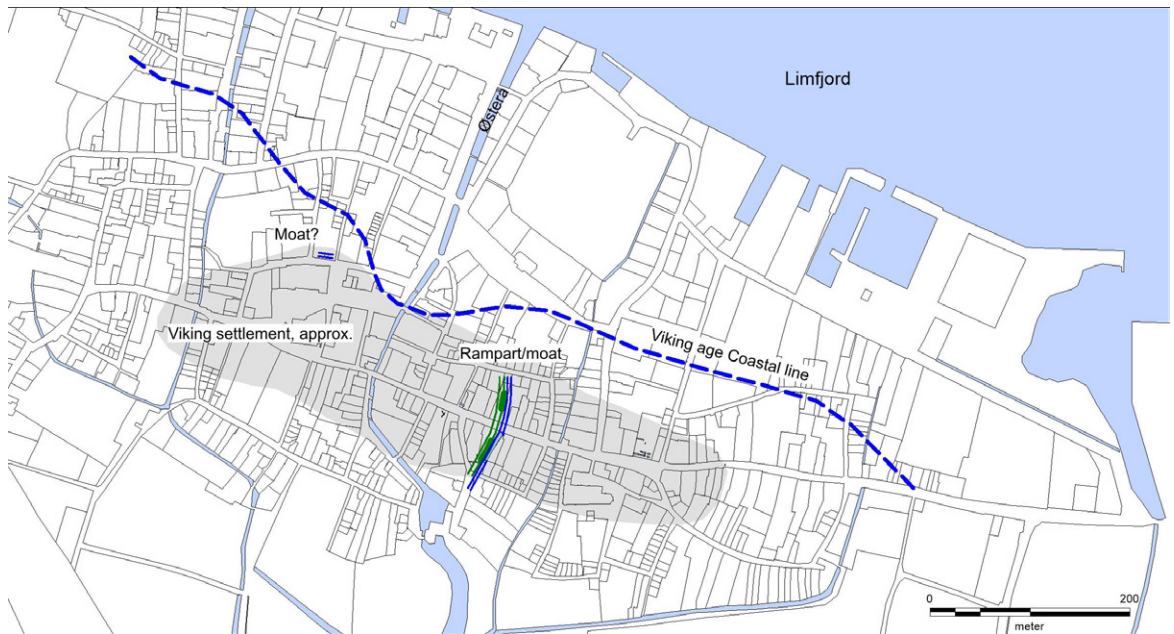 Limfjord
Østerå
Moat?
Viking settlement, approx.
Rampart/moat
Viking age Coastal line
0 200
meter